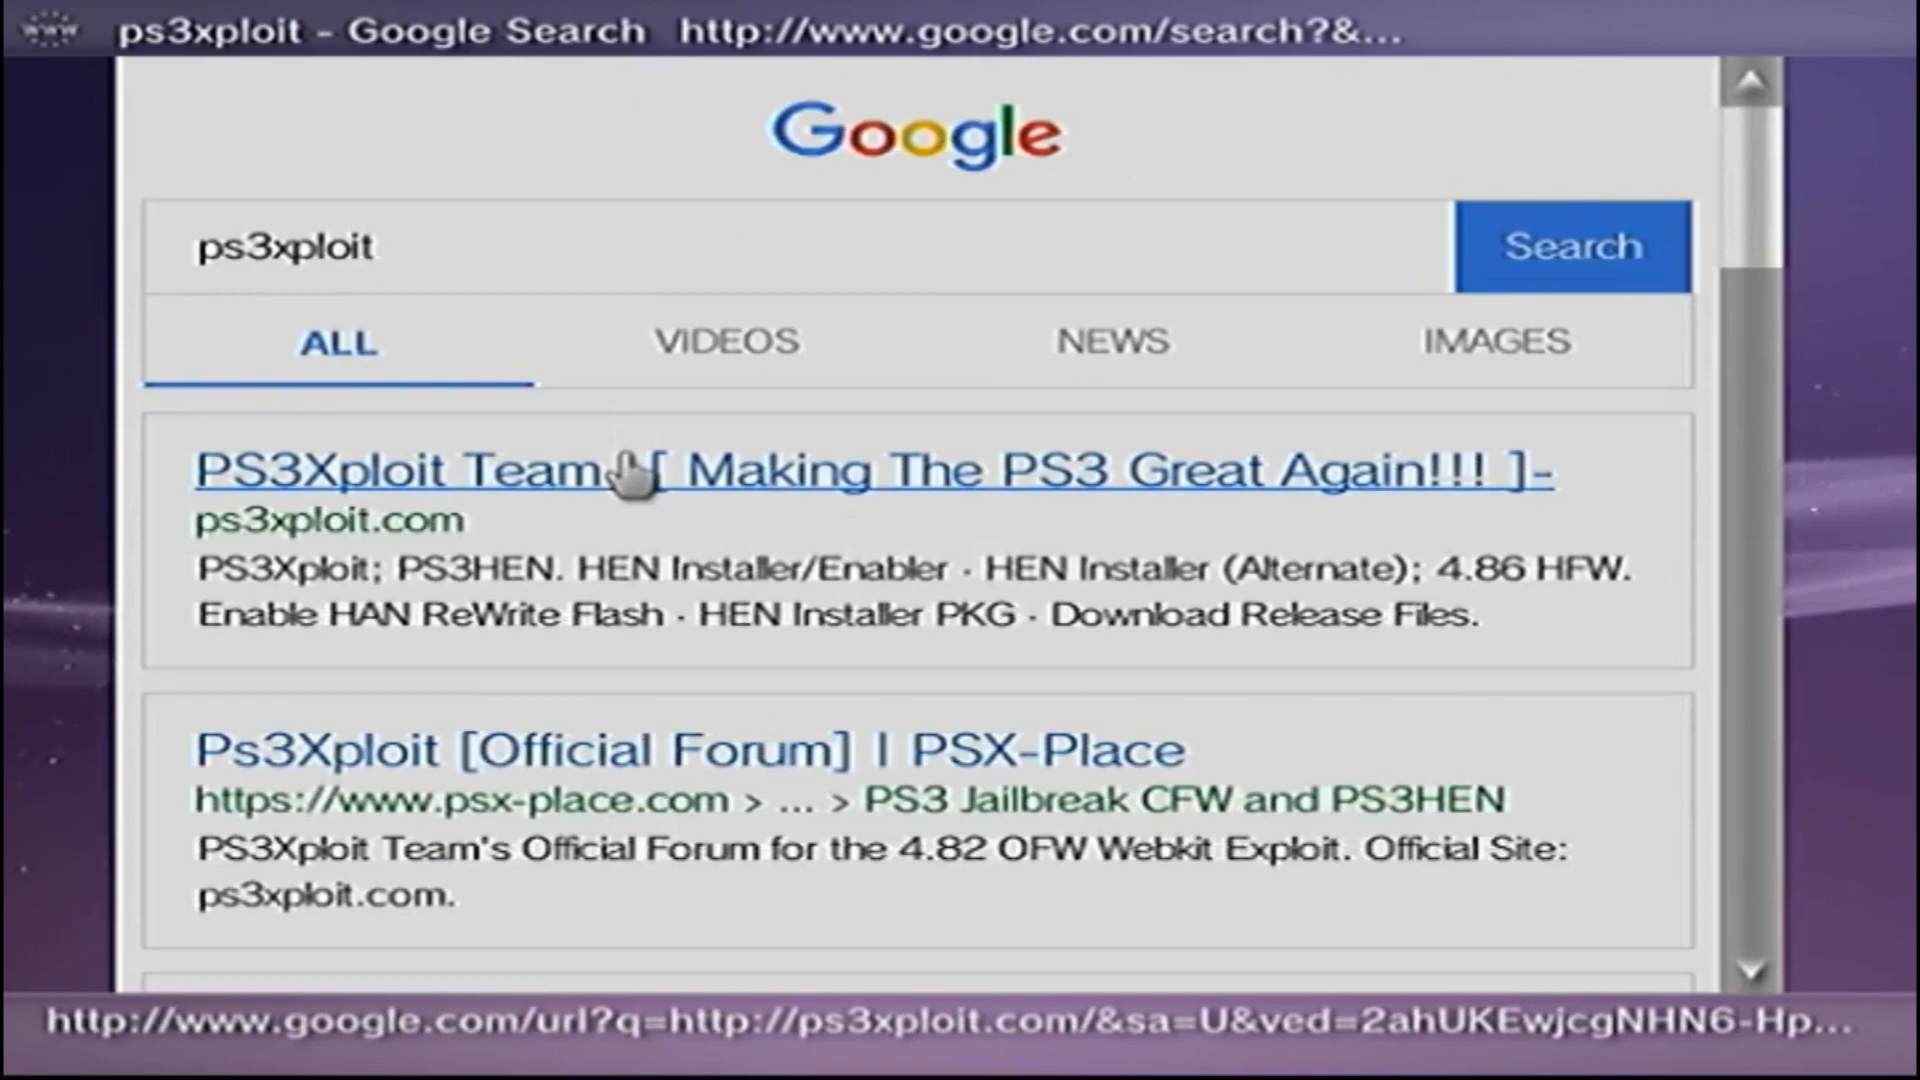 www ps3xploit - Google Search http://www.google.com/search?&...
Google
ps3xploit Search
ALL VIDEOS NEWS IMAGES
PS3Xploit Team [ Making The PS3 Great Again!!! ]-
ps3xploit.com
PS3Xploit; PS3HEN. HEN Installer/Enabler · HEN Installer (Alternate); 4.86 HFW.
Enable HAN ReWrite Flash · HEN Installer PKG · Download Release Files.
Ps3Xploit [Official Forum] | PSX-Place
https://www.psx-place.com › ... › PS3 Jailbreak CFW and PS3HEN
PS3Xploit Team's Official Forum for the 4.82 OFW Webkit Exploit. Official Site:
ps3xploit.com.
http://www.google.com/url?q=http://ps3xploit.com/&sa=U&ved=2ahUKEwjcgNHN6-Hp...